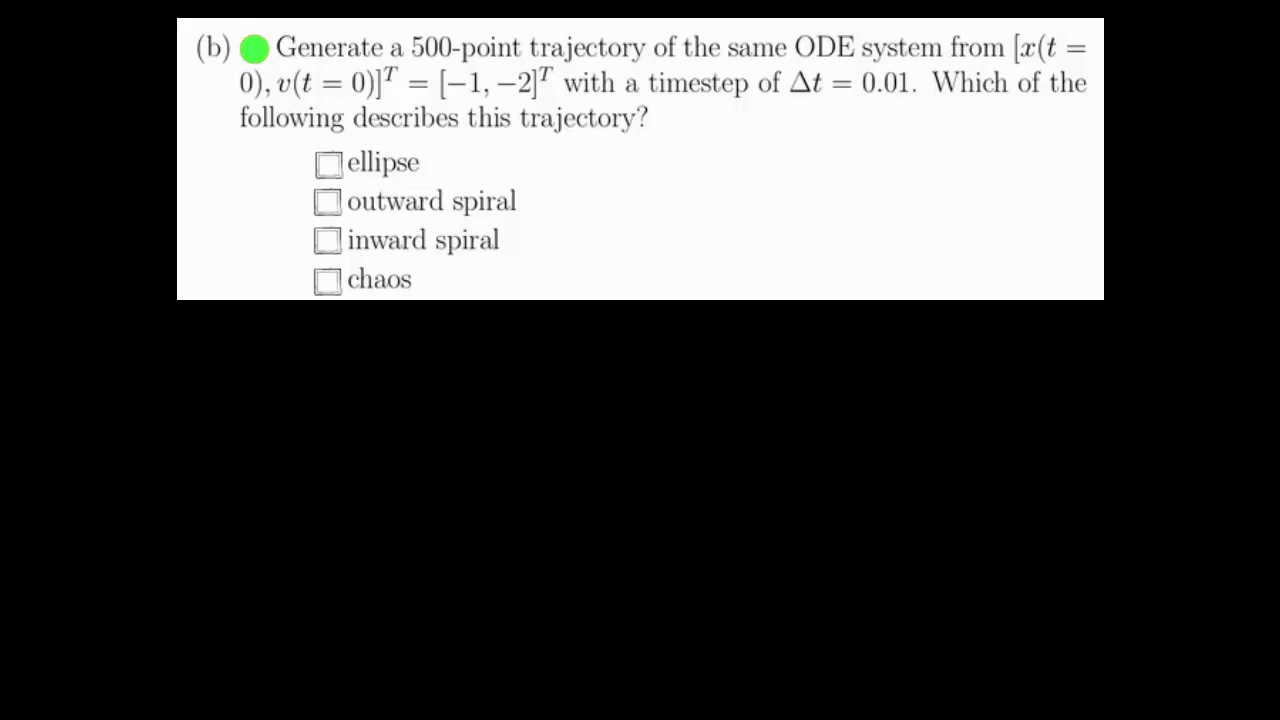 (b) Generate a 500-point trajectory of the same ODE system from [x(t =
0), v(t = 0)]^T = [−1, −2]^T with a timestep of Δt = 0.01. Which of the
following describes this trajectory?
ellipse
outward spiral
inward spiral
chaos